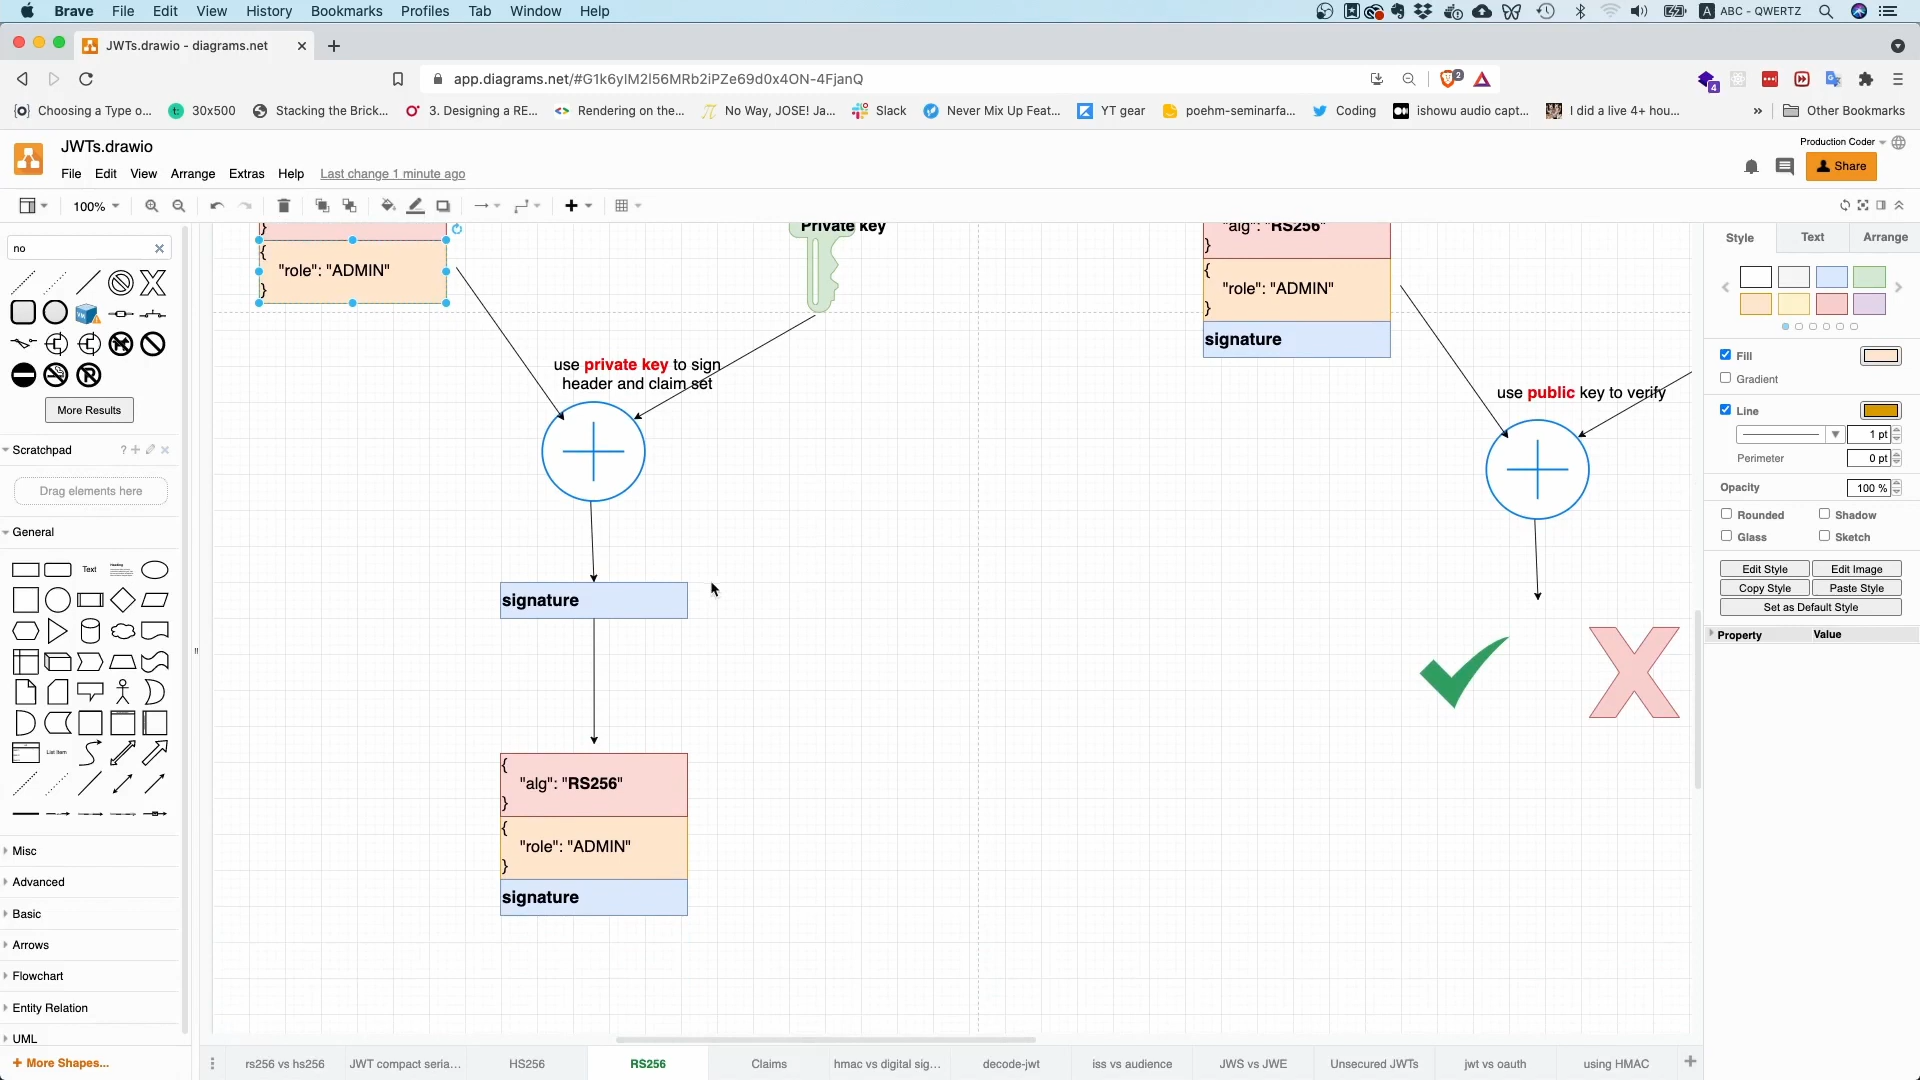 Brave File Edit View History Bookmarks Profiles Tab Window Help
ABC - QWERTZ
JWTs.drawio - diagrams.net
app.diagrams.net/#G1k6ylM2l56MRb2iPZe69d0x4ON-4FjanQ
2
4
Choosing a Type o... 30x500 Stacking the Brick... 3. Designing a RE... Rendering on the... No Way, JOSE! Ja... Slack Never Mix Up Feat... YT gear poehm-seminarfa... Coding ishowu audio capt... I did a live 4+ hou... » Other Bookmarks
JWTs.drawio
Production Coder
File Edit View Arrange Extras Help Last change 1 minute ago
Share
100%
no
More Results
Scratchpad
Drag elements here
General
Text
Heading
List Item
Misc
Advanced
Basic
Arrows
Flowchart
Entity Relation
UML
+ More Shapes...
}
{
"role": "ADMIN"
}
Private key
use private key to sign
header and claim set
signature
{
"alg": "RS256"
}
{
"role": "ADMIN"
}
signature
"alg": "RS256"
}
{
"role": "ADMIN"
}
signature
use public key to verify
Style Text Arrange
Fill
Gradient
Line
1 pt
Perimeter 0 pt
Opacity 100 %
Rounded Shadow
Glass Sketch
Edit Style Edit Image
Copy Style Paste Style
Set as Default Style
Property Value
rs256 vs hs256 JWT compact seria... HS256 RS256 Claims hmac vs digital sig... decode-jwt iss vs audience JWS vs JWE Unsecured JWTs jwt vs oauth using HMAC